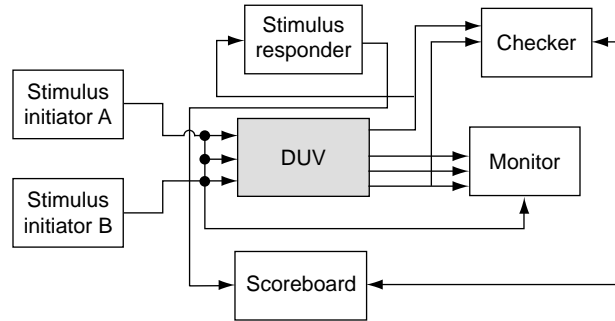 Stimulus
responder
Checker
Stimulus
initiator A
DUV
Monitor
Stimulus
initiator B
Scoreboard